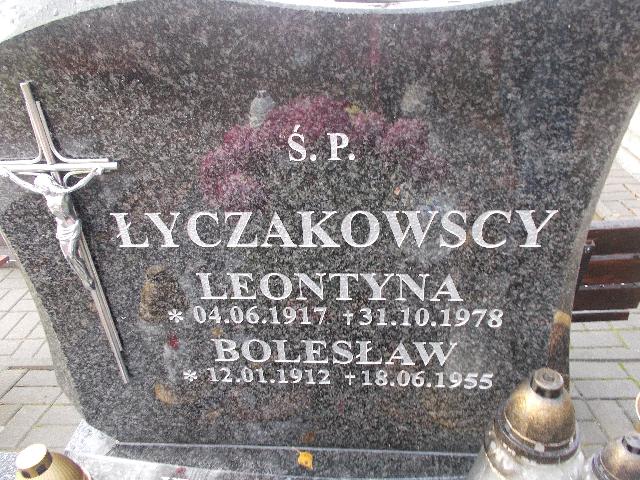 Ś. P.
ŁYCZAKOWSCY
LEONTYNA
* 04.06.1917 +31.10.1978
BOLESŁAW
* 12.01.1912 +18.06.1955